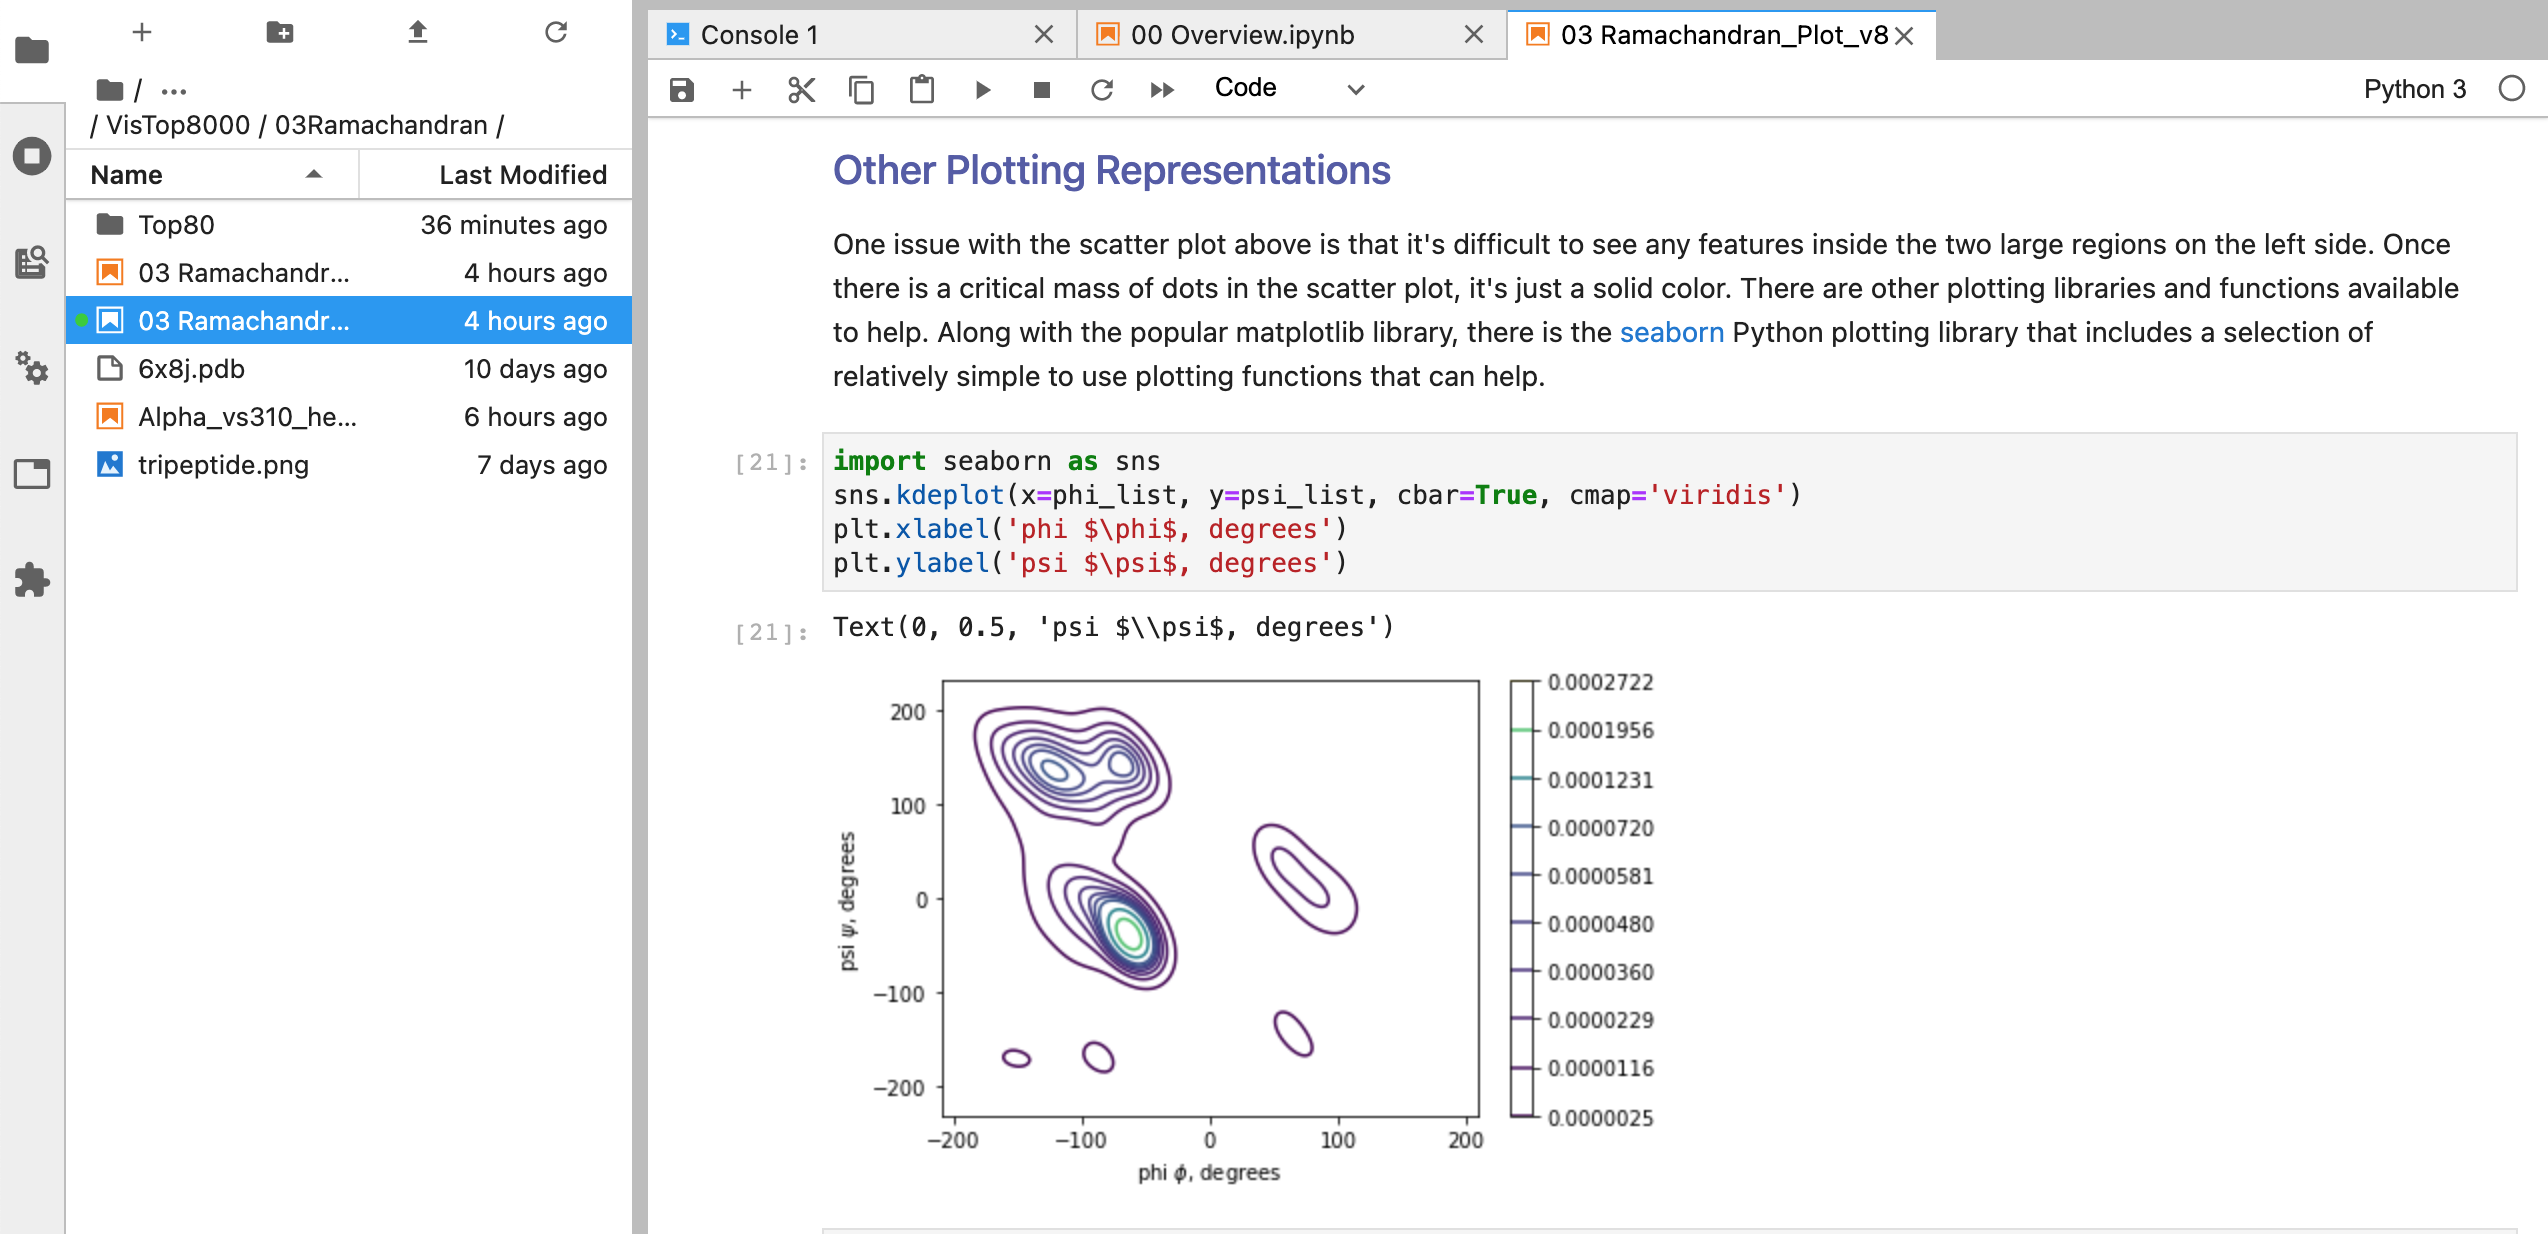 / ...
/ VisTop8000 / 03Ramachandran /
Name Last Modified
Top80 36 minutes ago
03 Ramachandr... 4 hours ago
03 Ramachandr... 4 hours ago
6x8j.pdb 10 days ago
Alpha_vs310_he... 6 hours ago
tripeptide.png 7 days ago
Console 1
00 Overview.ipynb
03 Ramachandran_Plot_v8
Code
Python 3
Other Plotting Representations
One issue with the scatter plot above is that it's difficult to see any features inside the two large regions on the left side. Once
there is a critical mass of dots in the scatter plot, it's just a solid color. There are other plotting libraries and functions available
to help. Along with the popular matplotlib library, there is the seaborn Python plotting library that includes a selection of
relatively simple to use plotting functions that can help.
[21]: import seaborn as sns
sns.kdeplot(x=phi_list, y=psi_list, cbar=True, cmap='viridis')
plt.xlabel('phi $\phi$, degrees')
plt.ylabel('psi $\psi$, degrees')
[21]: Text(0, 0.5, 'psi $\\psi$, degrees')
200
100
0
−100
−200
psi ψ, degrees
−200 −100 0 100 200
phi ϕ, degrees
0.0002722
0.0001956
0.0001231
0.0000720
0.0000581
0.0000480
0.0000360
0.0000229
0.0000116
0.0000025